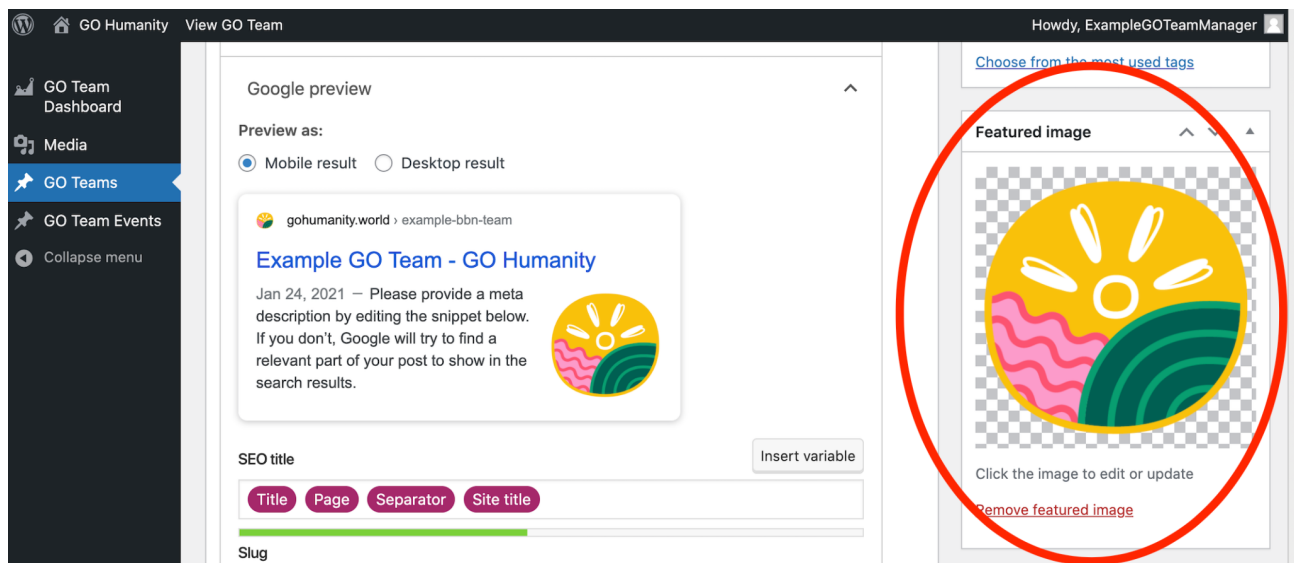 GO Humanity View GO Team Howdy, ExampleGOTeamManager
GO Team
Dashboard
Media
GO Teams
GO Team Events
Collapse menu
Google preview
Preview as:
Mobile result Desktop result
gohumanity.world › example-bbn-team
Example GO Team - GO Humanity
Jan 24, 2021 — Please provide a meta
description by editing the snippet below.
If you don't, Google will try to find a
relevant part of your post to show in the
search results.
SEO title
Insert variable
Title Page Separator Site title
Slug
Choose from the most used tags
Featured image
Click the image to edit or update
Remove featured image